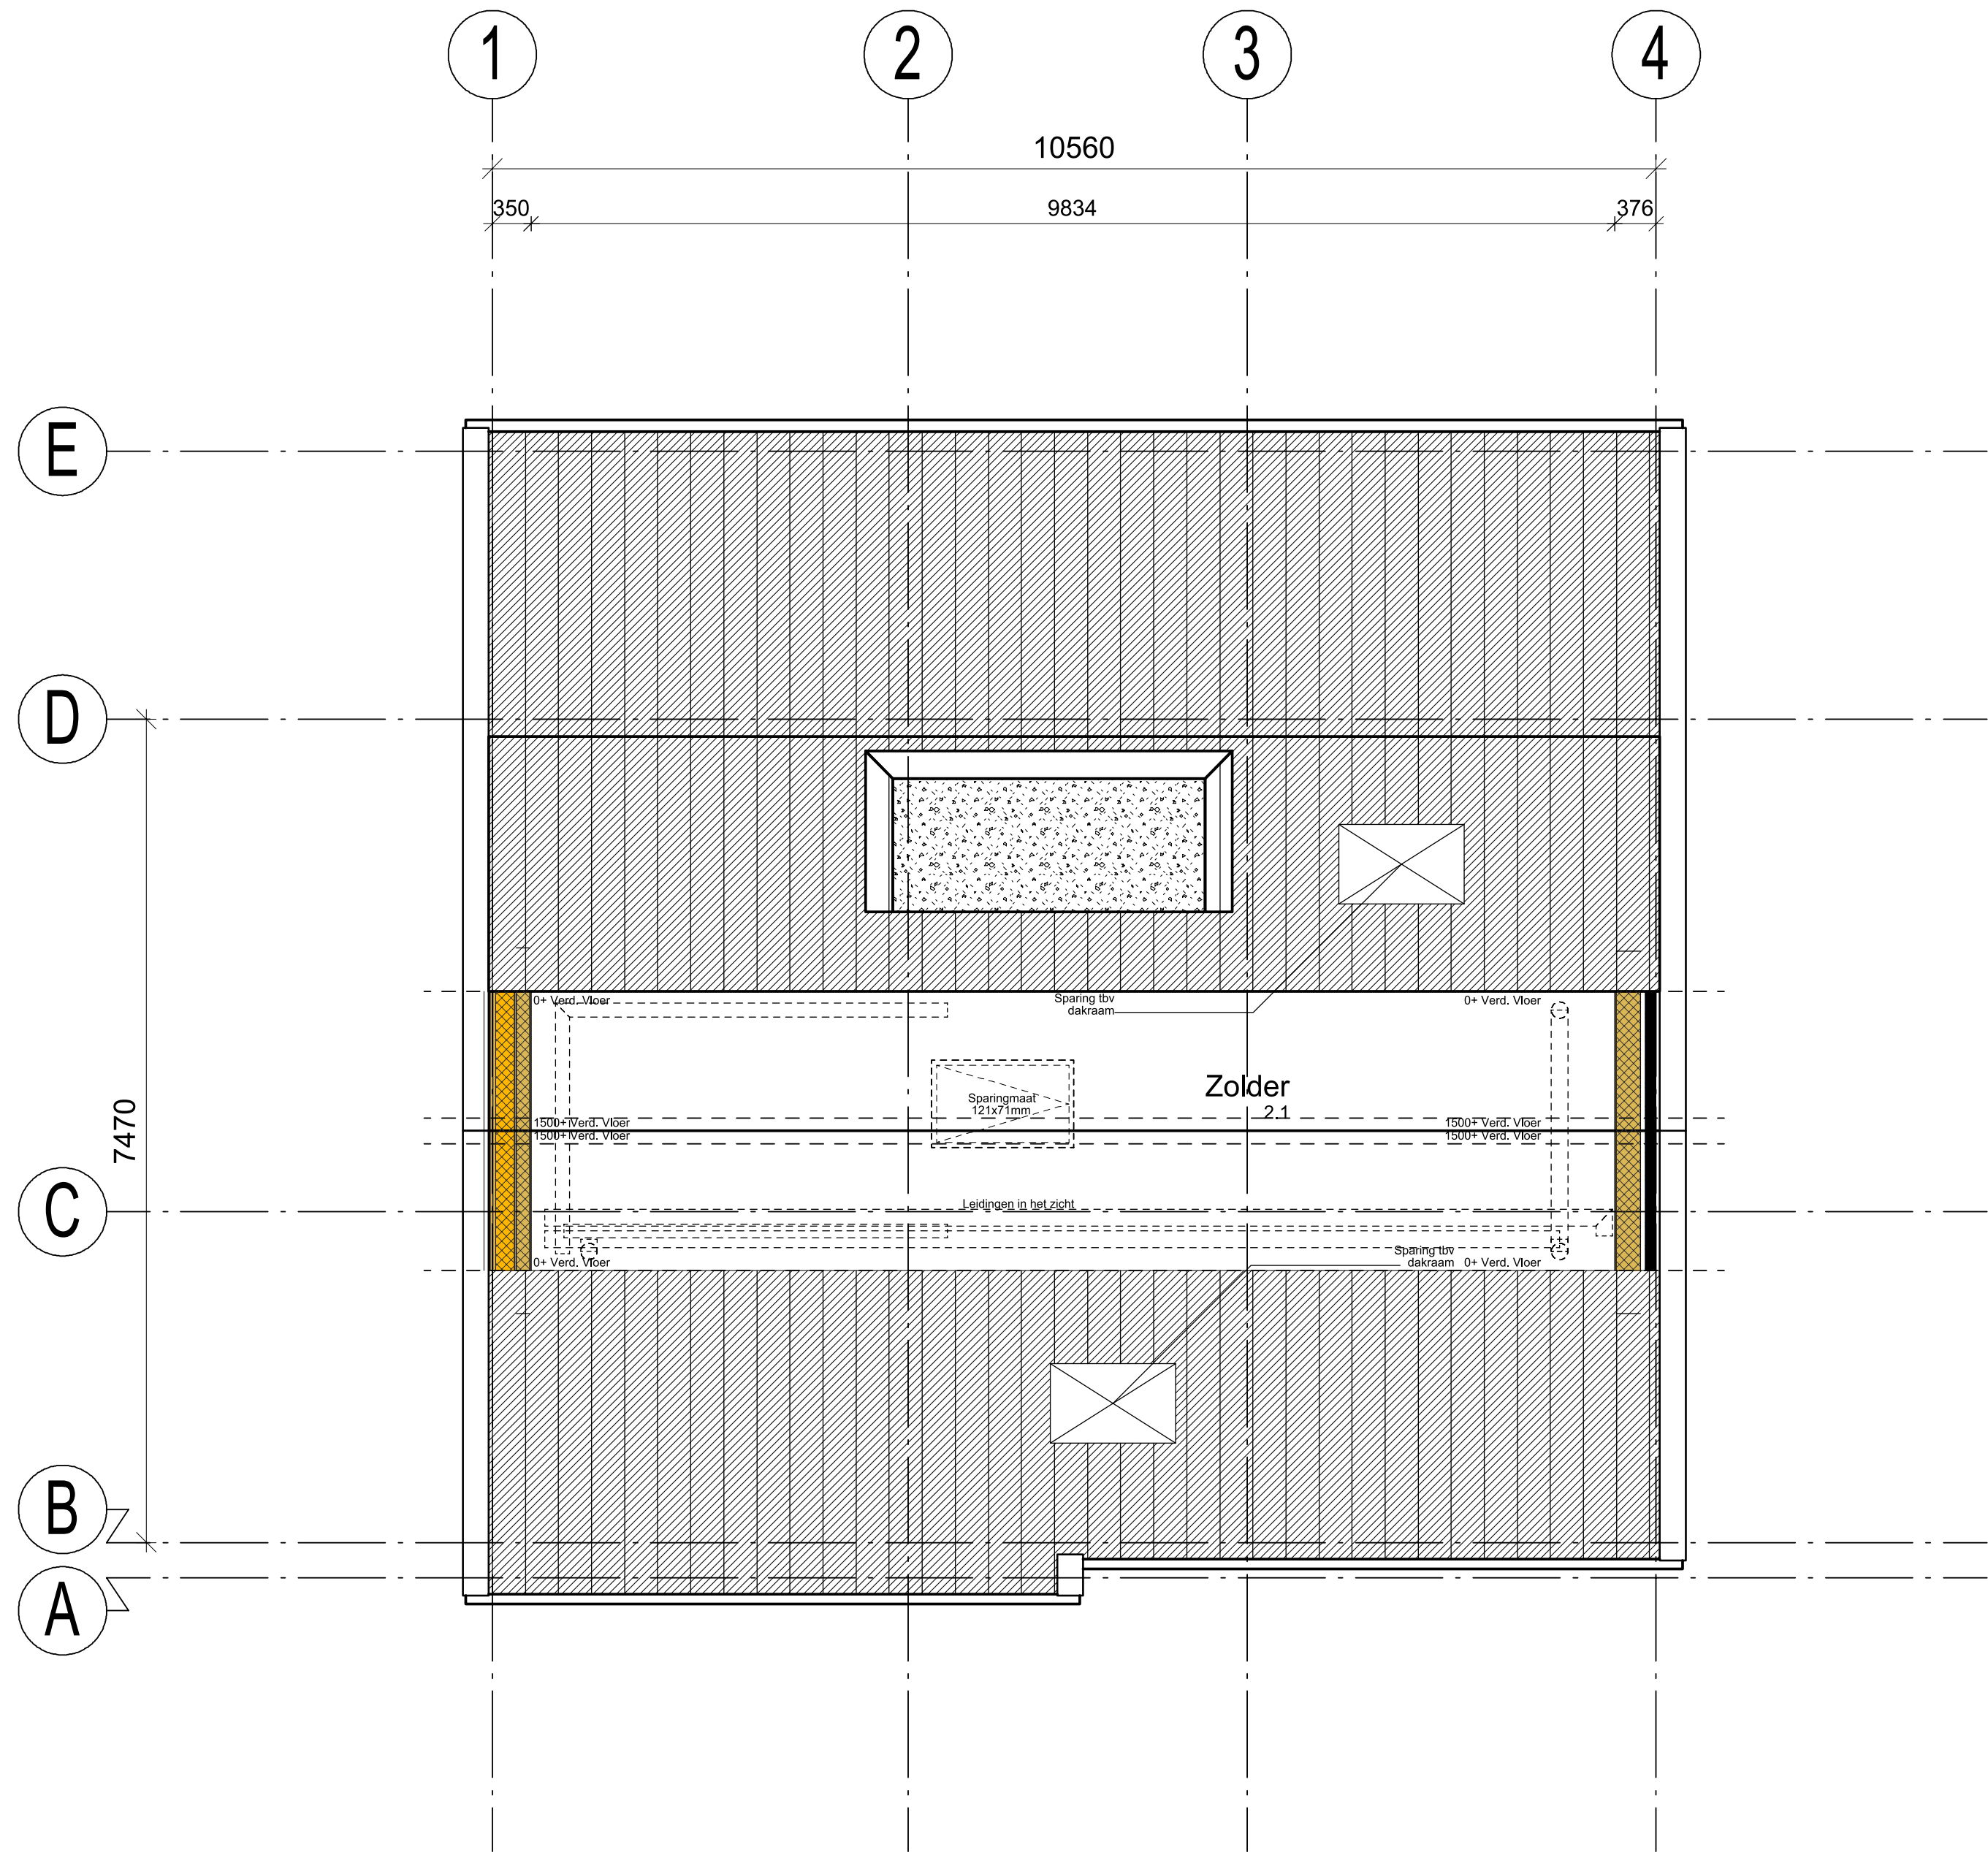 1
2
3
4
10560
350
9834
376
E
D
0+ Verd. Vloer
Sparing tbv
dakraam
0+ Verd. Vloer
Zolder
2.1
Sparingmaat
121x71mm
7470
1500+ Verd. Vloer
1500+ Verd. Vloer
1500+ Verd. Vloer
1500+ Verd. Vloer
C
Leidingen in het zicht
0+ Verd. Vloer
Sparing tbv
dakraam
0+ Verd. Vloer
B
A